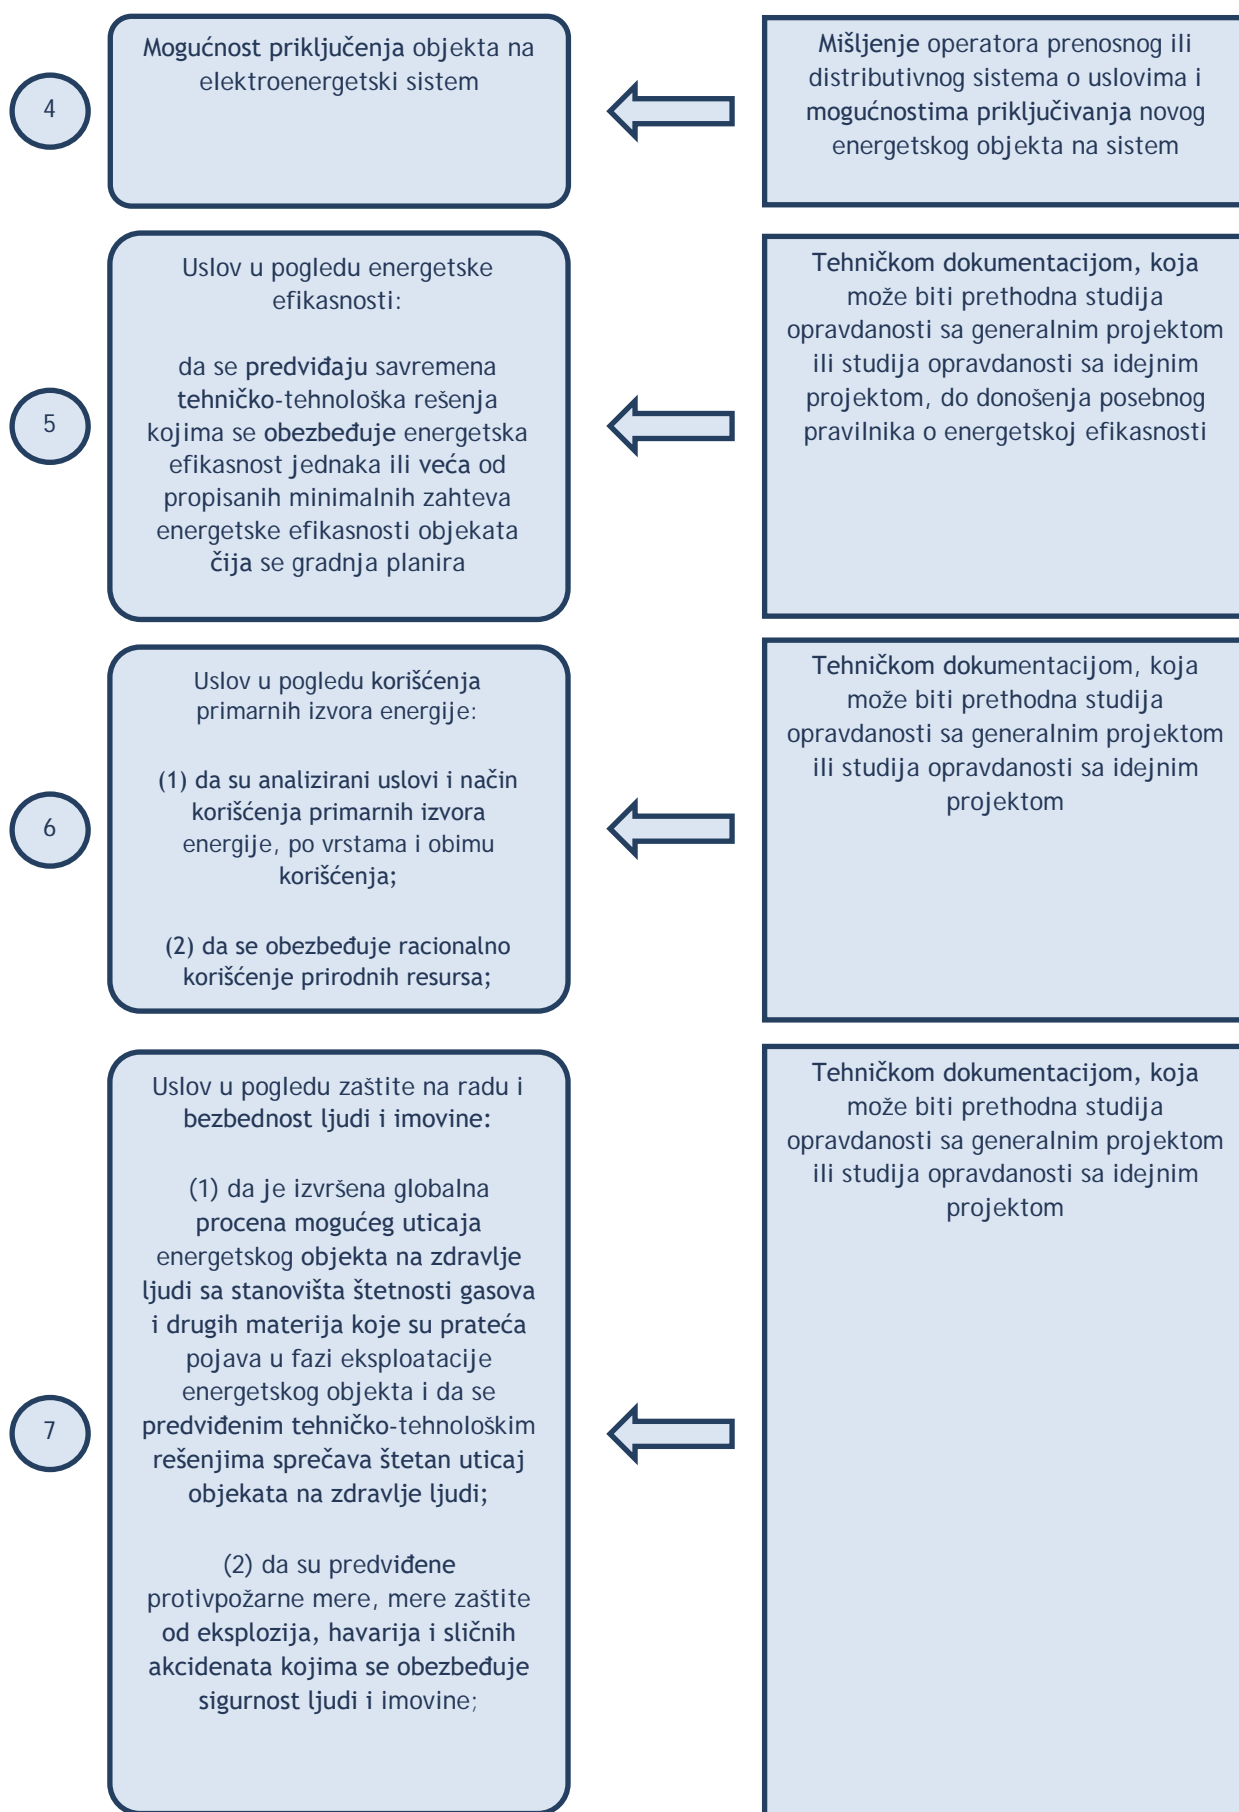 4
Mogućnost priključenja objekta na
elektroenergetski sistem
Mišljenje operatora prenosnog ili
distributivnog sistema o uslovima i
mogućnostima priključivanja novog
energetskog objekta na sistem
5
Uslov u pogledu energetske
efikasnosti:
da se predviđaju savremena
tehničko-tehnološka rešenja
kojima se obezbeđuje energetska
efikasnost jednaka ili veća od
propisanih minimalnih zahteva
energetske efikasnosti objekata
čija se gradnja planira
Tehničkom dokumentacijom, koja
može biti prethodna studija
opravdanosti sa generalnim projektom
ili studija opravdanosti sa idejnim
projektom, do donošenja posebnog
pravilnika o energetskoj efikasnosti
6
Uslov u pogledu korišćenja
primarnih izvora energije:
(1) da su analizirani uslovi i način
korišćenja primarnih izvora
energije, po vrstama i obimu
korišćenja;
(2) da se obezbeđuje racionalno
korišćenje prirodnih resursa;
Tehničkom dokumentacijom, koja
može biti prethodna studija
opravdanosti sa generalnim projektom
ili studija opravdanosti sa idejnim
projektom
7
Uslov u pogledu zaštite na radu i
bezbednost ljudi i imovine:
(1) da je izvršena globalna
procena mogućeg uticaja
energetskog objekta na zdravlje
ljudi sa stanovišta štetnosti gasova
i drugih materija koje su prateća
pojava u fazi eksploatacije
energetskog objekta i da se
predviđenim tehničko-tehnološkim
rešenjima sprečava štetan uticaj
objekata na zdravlje ljudi;
(2) da su predviđene
protivpožarne mere, mere zaštite
od eksplozija, havarija i sličnih
akcidenata kojima se obezbeđuje
sigurnost ljudi i imovine;
Tehničkom dokumentacijom, koja
može biti prethodna studija
opravdanosti sa generalnim projektom
ili studija opravdanosti sa idejnim
projektom